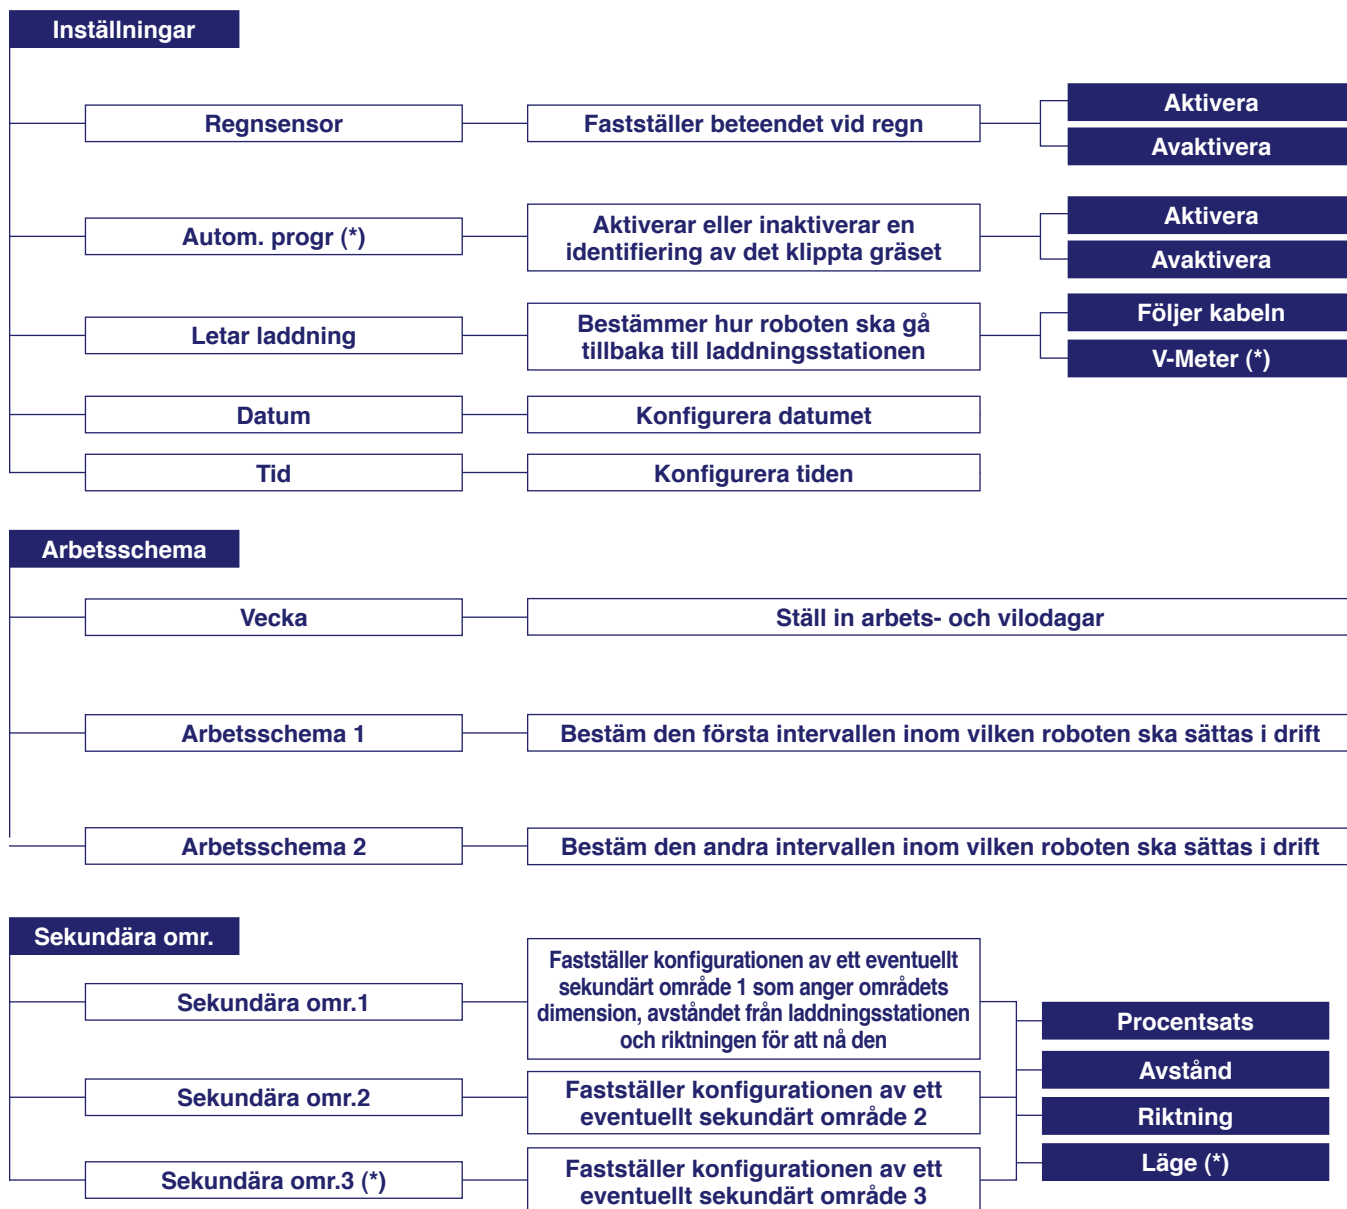 Inställningar
Regnsensor
Fastställer beteendet vid regn
Aktivera
Avaktivera
Autom. progr (*)
Aktiverar eller inaktiverar en
identifiering av det klippta gräset
Aktivera
Avaktivera
Letar laddning
Bestämmer hur roboten ska gå
tillbaka till laddningsstationen
Följer kabeln
V-Meter (*)
Datum
Konfigurera datumet
Tid
Konfigurera tiden
Arbetsschema
Vecka
Ställ in arbets- och vilodagar
Arbetsschema 1
Bestäm den första intervallen inom vilken roboten ska sättas i drift
Arbetsschema 2
Bestäm den andra intervallen inom vilken roboten ska sättas i drift
Sekundära omr.
Sekundära omr.1
Fastställer konfigurationen av ett eventuellt
sekundärt område 1 som anger områdets
dimension, avståndet från laddningsstationen
och riktningen för att nå den
Sekundära omr.2
Fastställer konfigurationen av ett
eventuellt sekundärt område 2
Sekundära omr.3 (*)
Fastställer konfigurationen av ett
eventuellt sekundärt område 3
Procentsats
Avstånd
Riktning
Läge (*)